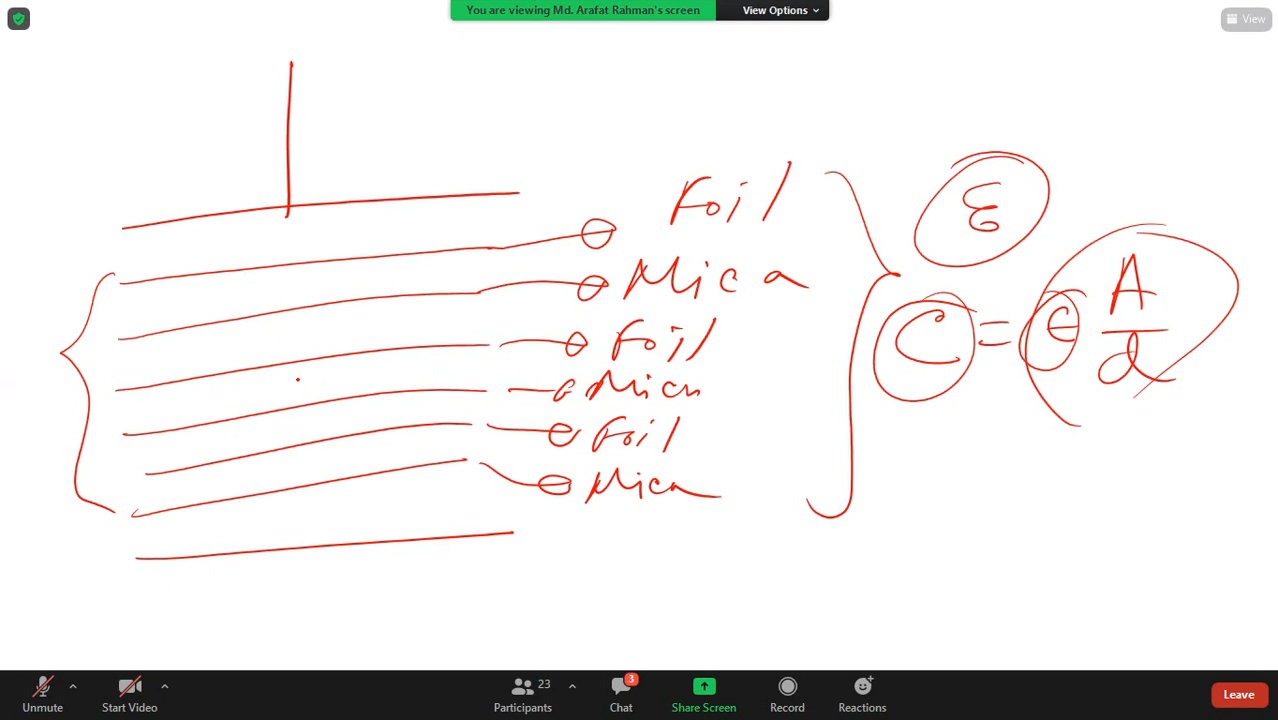 You are viewing Md. Arafat Rahman's screen
View Options
View
Foil
Mica
Foil
Mica
Foil
Mica
ε
C = ε A/d
Unmute
Start Video
23
Participants
3
Chat
Share Screen
Record
Reactions
Leave